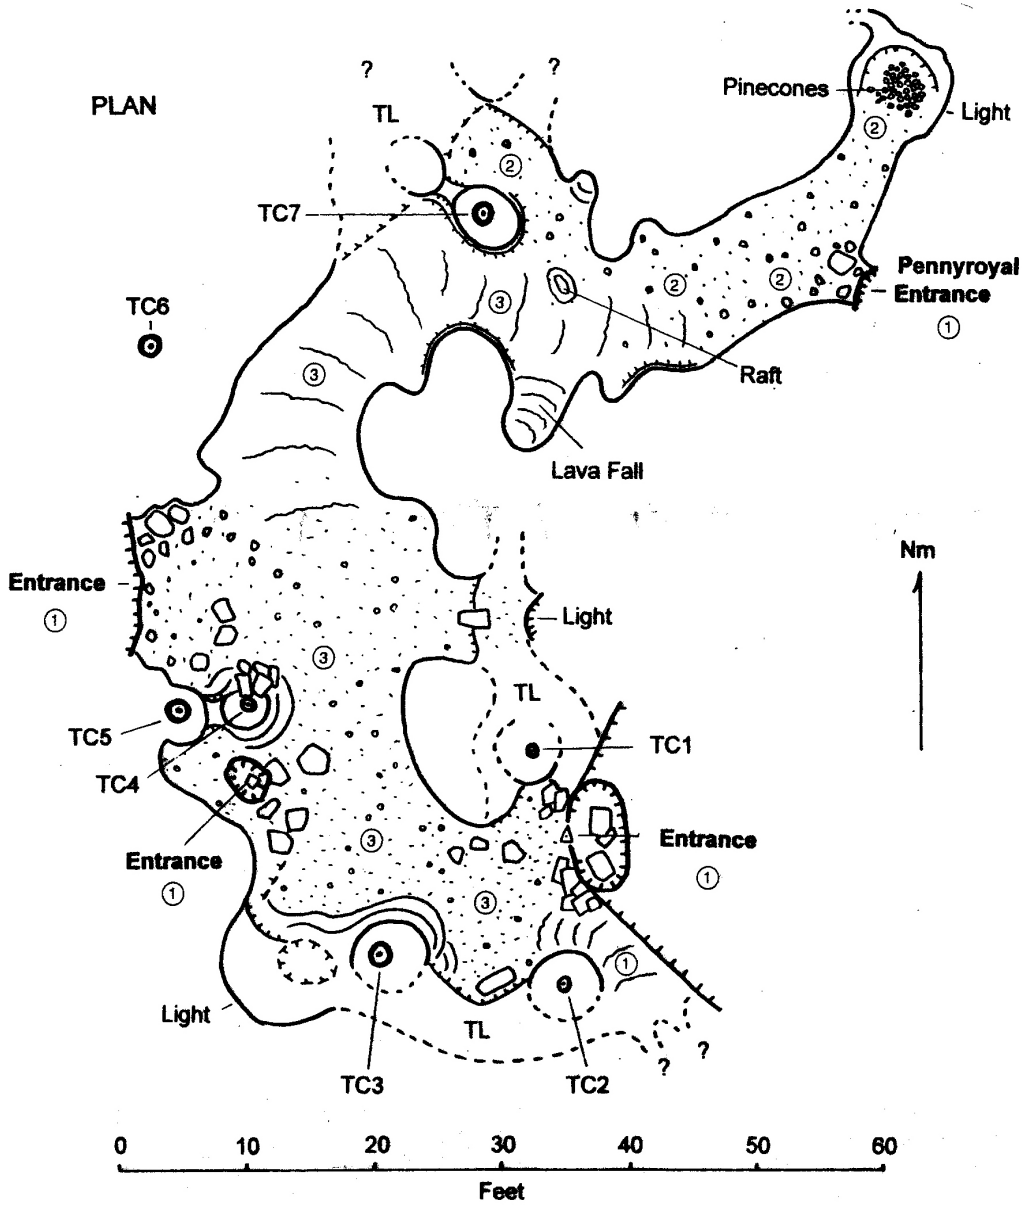 ?
?
PLAN
TL
Pinecones
Light
②
②
TC7
Pennyroyal
Entrance
①
②
②
③
TC6
Raft
③
Lava Fall
Nm
Entrance
①
Light
③
TL
TC5
TC1
TC4
Entrance
①
③
Entrance
①
③
①
Light
TL
?
?
TC3
TC2
0 10 20 30 40 50 60
Feet